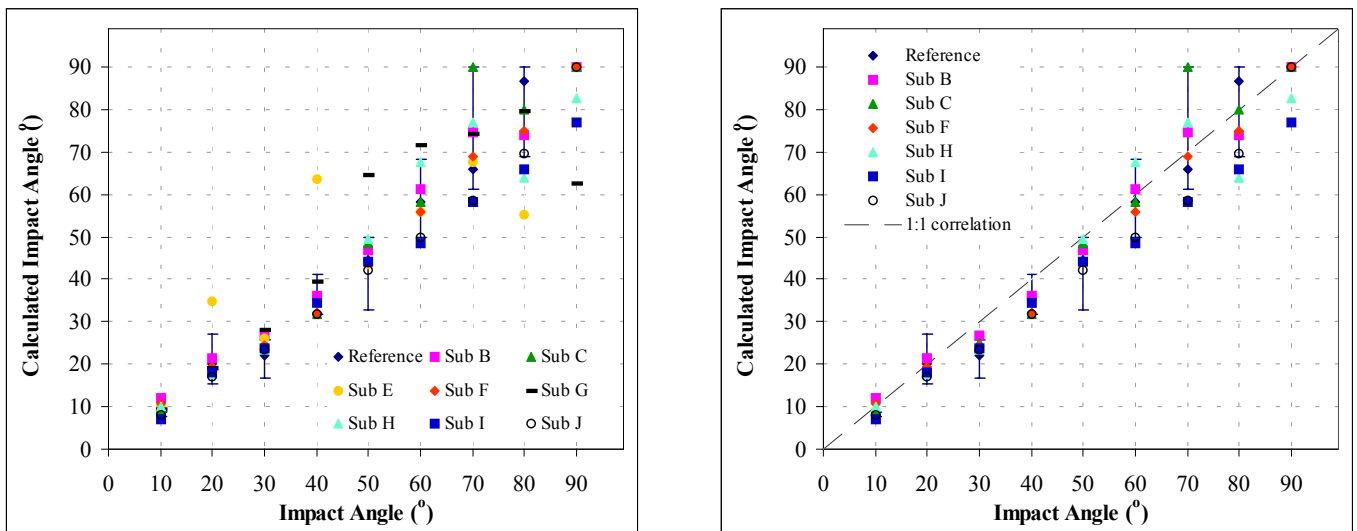 Calculated Impact Angle (°)
90
80
70
60
50
40
30
20
10
0
Reference Sub B Sub C
Sub E Sub F Sub G
Sub H Sub I Sub J
0 10 20 30 40 50 60 70 80 90
Impact Angle (°)
Calculated Impact Angle (°)
90
80
70
60
50
40
30
20
10
0
Reference
Sub B
Sub C
Sub F
Sub H
Sub I
Sub J
1:1 correlation
0 10 20 30 40 50 60 70 80 90
Impact Angle (°)